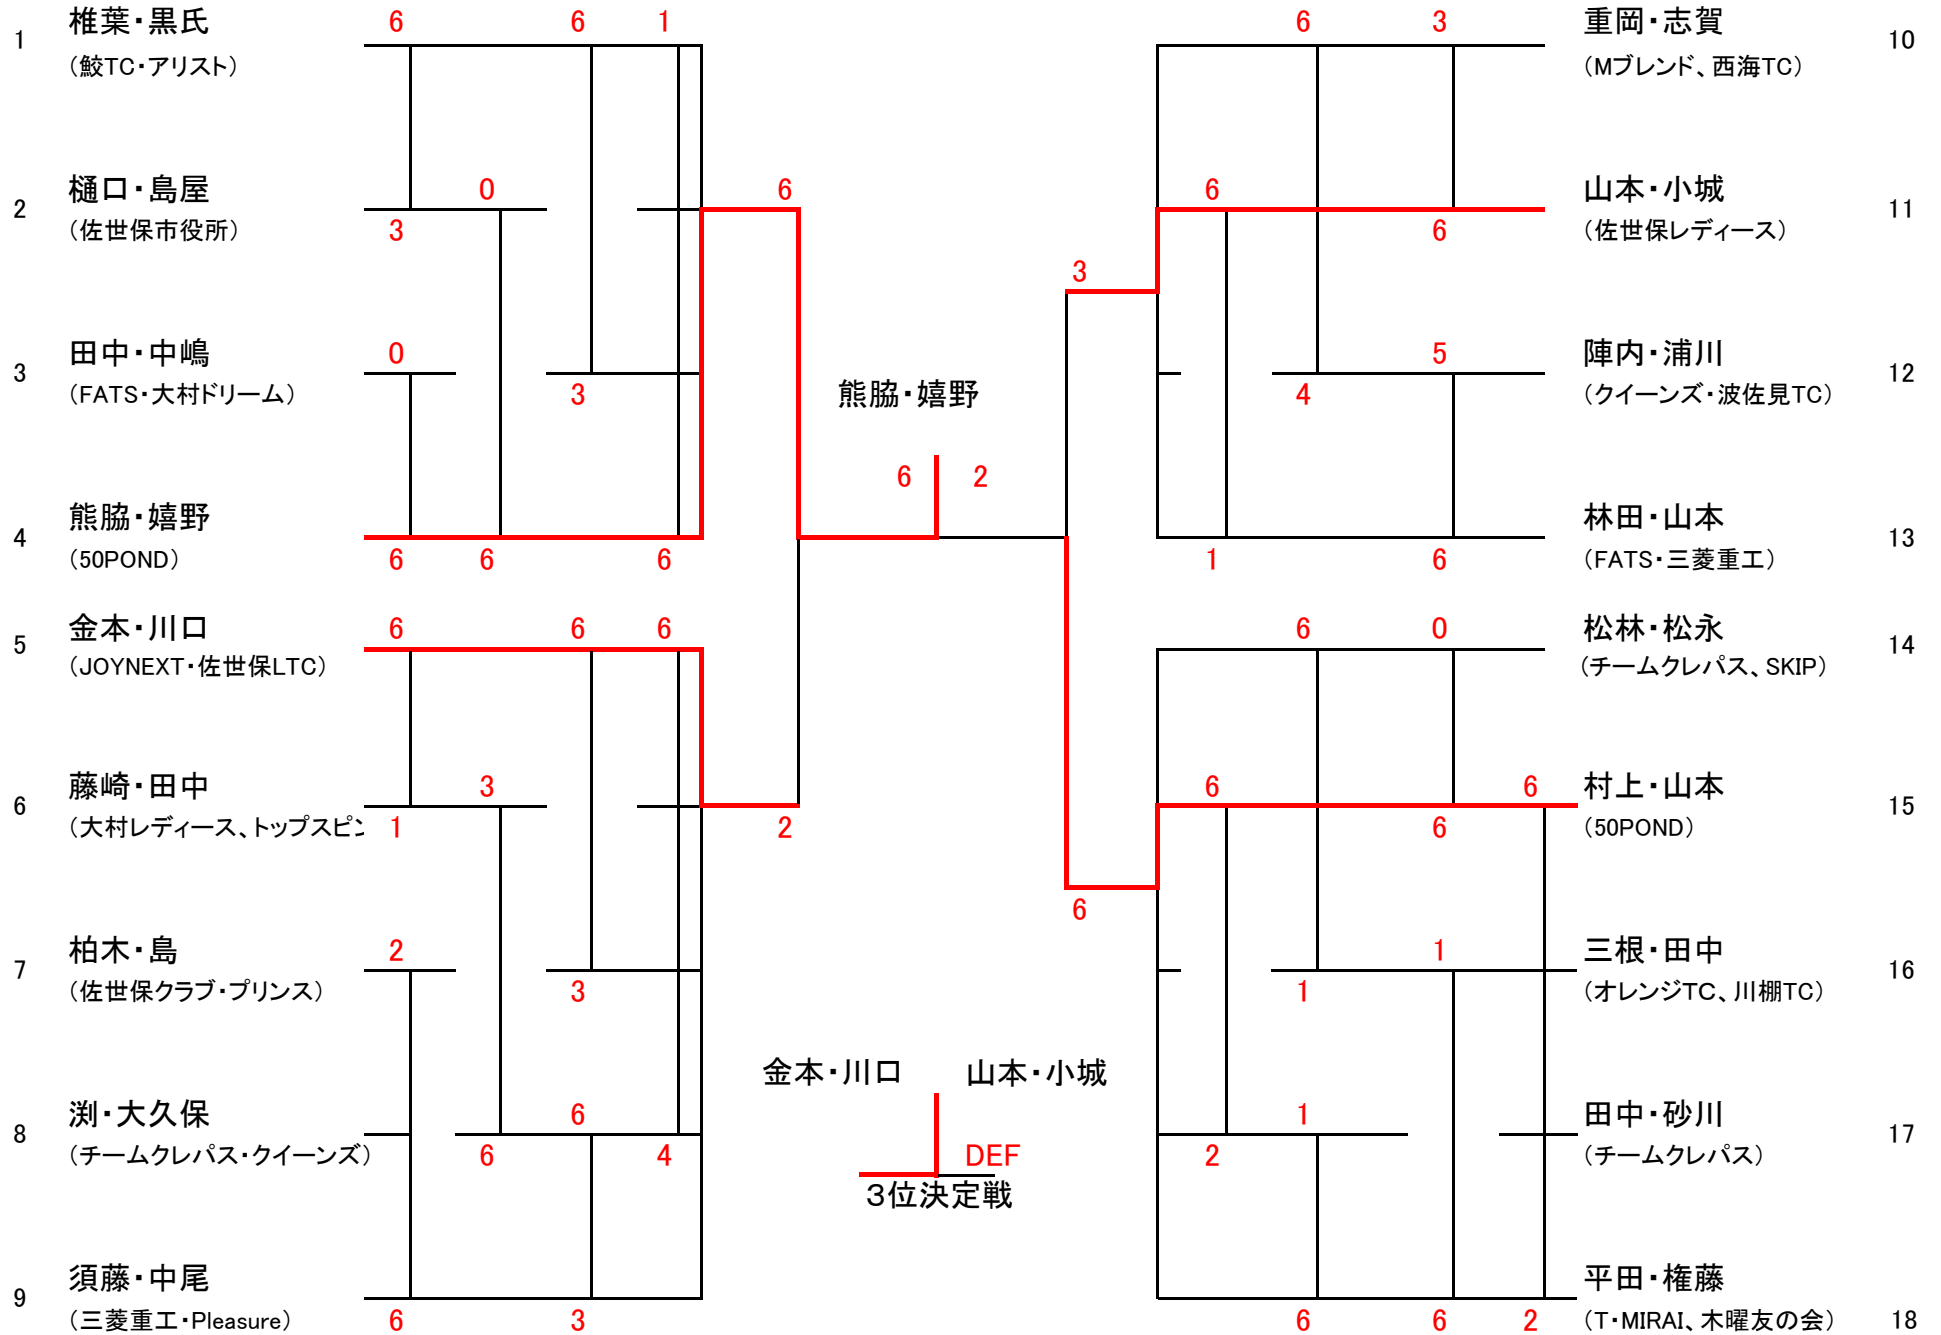 椎葉・黒氏
1
（鮫TC・アリスト）
樋口・島屋
2
（佐世保市役所）
田中・中嶋
3
（FATS・大村ドリーム）
熊脇・嬉野
4
（50POND）
金本・川口
5
（JOYNEXT・佐世保LTC）
藤崎・田中
6
（大村レディース、トップスピン
柏木・島
7
（佐世保クラブ・プリンス）
渕・大久保
8
（チームクレパス・クイーンズ）
須藤・中尾
9
（三菱重工・Pleasure）
6 6 1
0 6
3
0
3
6 6 6
6 6 6
3
1 2
2
3
6
6 4
6 3
熊脇・嬉野
6 2
金本・川口 山本・小城
DEF
3位決定戦
6 3
6
6
3
5
4
1 6
6 0
6 6
6
6
1
1
1
2
6 6 2
重岡・志賀
10
（Mブレンド、西海TC）
山本・小城
11
（佐世保レディース）
陣内・浦川
12
（クイーンズ・波佐見TC）
林田・山本
13
（FATS・三菱重工）
松林・松永
14
（チームクレパス、SKIP）
村上・山本
15
（50POND）
三根・田中
16
（オレンジTC、川棚TC）
田中・砂川
17
（チームクレパス）
平田・権藤
（T・MIRAI、木曜友の会） 18